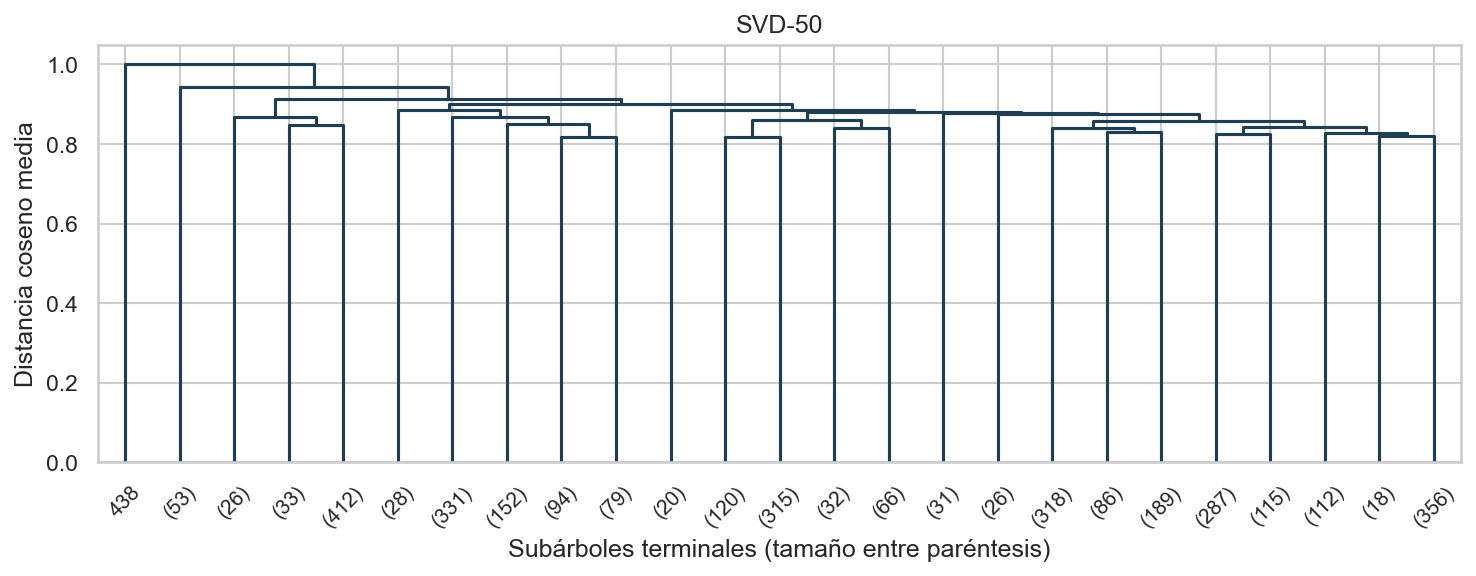 SVD-50
Distancia coseno media
1.0
0.8
0.6
0.4
0.2
0.0
438 (53) (26) (33) (412) (28) (331) (152) (94) (79) (20) (120) (315) (32) (66) (31) (26) (318) (86) (189) (287) (115) (112) (18) (356)
Subárboles terminales (tamaño entre paréntesis)